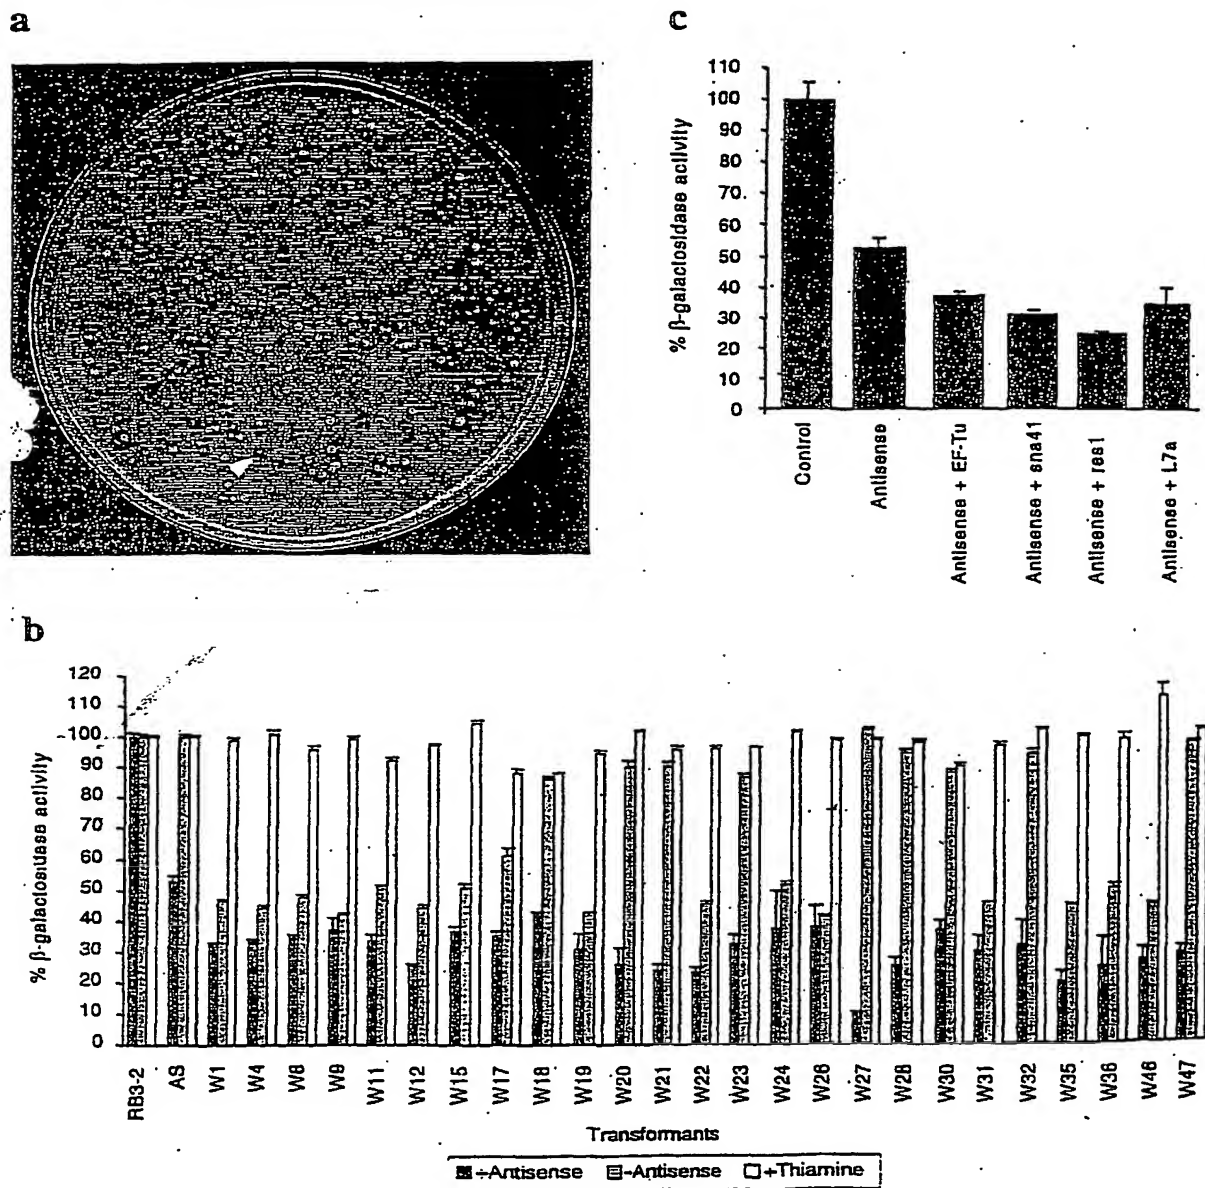 a
c
% β-galactosidase activity
110
100
90
80
70
60
50
40
30
20
10
0
Control
Antisense
Antisense + EF-Tu
Antisense + sna41
Antisense + res1
Antisense + L7a
b
% β-galactosidase activity
120
110
100
90
80
70
60
50
40
30
20
10
0
RB3-2
AS
W1
W4
W8
W9
W11
W12
W15
W17
W18
W19
W20
W21
W22
W23
W24
W26
W27
W28
W30
W31
W32
W35
W36
W46
W47
Transformants
+Antisense -Antisense +Thiamine